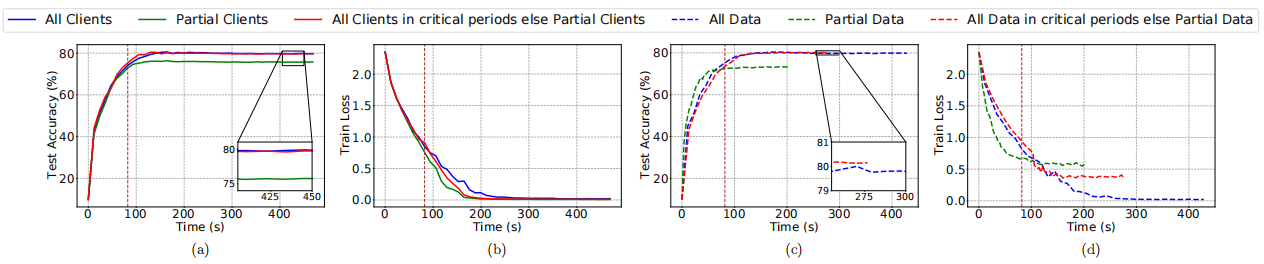 All Clients Partial Clients All Clients in critical periods else Partial Clients All Data Partial Data All Data in critical periods else Partial Data
Test Accuracy (%)
80
60
40
20
80
75
425 450
0 100 200 300 400
Time (s)
(a)
Train Loss
2.0
1.5
1.0
0.5
0.0
0 100 200 300 400
Time (s)
(b)
Test Accuracy (%)
80
60
40
20
81
80
79
275 300
0 100 200 300 400
Time (s)
(c)
Train Loss
2.0
1.5
1.0
0.5
0.0
0 100 200 300 400
Time (s)
(d)